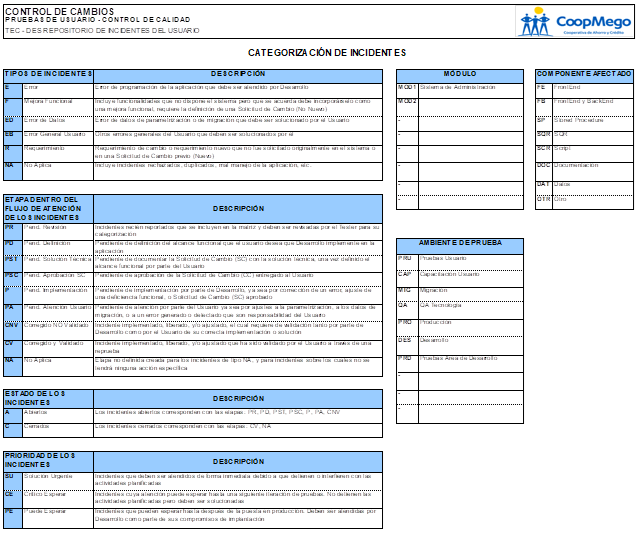 CONTROL DE CAMBIOS
PRUEBAS DE USUARIO - CONTROL DE CALIDAD
TEC - DES REPOSITORIO DE INCIDENTES DEL USUARIO
CoopMego
Cooperativa de Ahorro y Crédito
CATEGORIZACIÓN DE INCIDENTES
TIPOS DE INCIDENTES DESCRIPCIÓN
E Error Error de programación de la aplicación que debe ser atendido por Desarrollo
F Mejora Funcional Incluye funcionalidades que no dispone el sistema pero que se acuerda debe incorporárselo como
una mejora funcional, requiere la definición de una Solicitud de Cambio (No Nuevo)
ED Error de Datos Error de datos de parametrización o de migración que debe ser solucionado por el Usuario
EB Error General Usuario Otros errores generales del Usuario que deben ser solucionados por él
R Requerimiento Requerimiento de cambio o requerimiento nuevo que no fue solicitado originalmente en el sistema o
en una Solicitud de Cambio previo (Nuevo)
NA No Aplica Incluye incidentes rechazados, duplicados, mal manejo de la aplicación, etc.
MÓDULO
MOD1 Sistema de Administración
MOD2
-
-
-
-
-
-
COMPONENTE AFECTADO
FE FrontEnd
FB FrontEnd y BackEnd
SP Stored Procedure
SQR SQR
SCR Script
DOC Documentación
DAT Datos
OTR Otro
ETAPA DENTRO DEL
FLUJO DE ATENCIÓN
DE LOS INCIDENTES
DESCRIPCIÓN
PR Pend. Revisión Incidentes recién reportados que se incluyen en la matriz y deben ser revisadas por el Tester para su
categorización
PD Pend. Definición Pendiente de definición del alcance funcional que el usuario desea que Desarrollo implemente en la
aplicación
PST Pend. Solución Técnica Pendiente de documentar la Solicitud de Cambio (SC) con la solución técnica, una vez definido el
alcance funcional por parte del Usuario
PSC Pend. Aprobación SC Pendiente de aprobación de la Solicitud de Cambio (CC) entregado al Usuario
P Pend. Implementación Pendientes de implementación por parte de Desarrollo, ya sea por corrección de un error, ajuste de
una deficiencia funcional, o Solicitud de Cambio (SC) aprobado
PA Pend. Atención Usuario Pendiente de atención por parte del Usuario ya sea por ajustes a la parametrización, a los datos de
migración, o a un error generado o detectado que son responsabilidad del Usuario
CNV Corregido NO Validado Incidente implementado, liberado, y/o ajustado, el cual requiere de validación tanto por parte de
Desarrollo como por el Usuario de su correcta implementación o solución
CV Corregido y Validado Incidente implementado, liberado, y/o ajustado que ha sido validado por el Usuario a través de una
reprueba
NA No Aplica Etapa no definida creada para los incidentes de tipo NA, y para incidentes sobre los cuales no se
tendrá ninguna acción específica
AMBIENTE DE PRUEBA
PRU Pruebas Usuario
CAP Capacitación Usuario
MIG Migración
QA QA Tecnología
PRO Producción
DES Desarrollo
PRD Pruebas Área de Desarrollo
-
-
-
ESTADO DE LOS
INCIDENTES
DESCRIPCIÓN
A Abiertos Los incidentes abiertos corresponden con las etapas: PR, PD, PST, PSC, P, PA, CNV
C Cerrados Los incidentes cerrados corresponden con las etapas: CV, NA
PRIORIDAD DE LOS
INCIDENTES
DESCRIPCIÓN
SU Solución Urgente Incidentes que deben ser atendidos de forma inmediata debido a que detienen o interfieren con las
actividades planificadas
CE Crítico Esperar Incidentes cuya atención puede esperar hasta una siguiente iteración de pruebas. No detienen las
actividades planificadas pero deben ser solucionadas
PE Puede Esperar Incidentes que pueden esperar hasta después de la puesta en producción. Deben ser atendidas por
Desarrollo como parte de sus compromisos de implantación